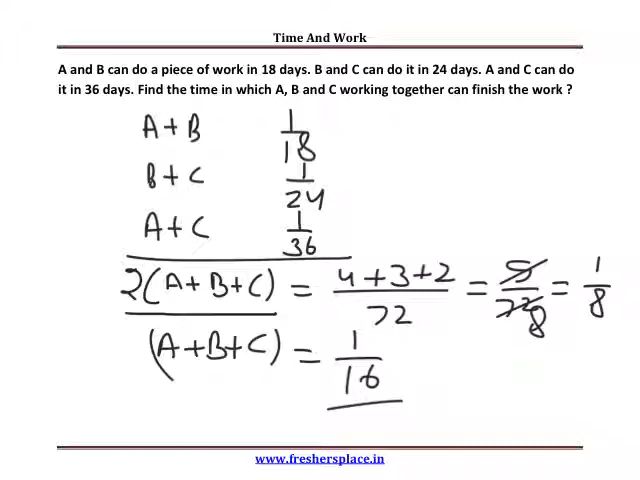 Time And Work
A and B can do a piece of work in 18 days. B and C can do it in 24 days. A and C can do
it in 36 days. Find the time in which A, B and C working together can finish the work ?
A + B 1/18
B + C 1/24
A + C 1/36
2(A+B+C) = 4+3+2/72 = 9/72 8 = 1/8
(A+B+C) = 1/16
www.freshersplace.in